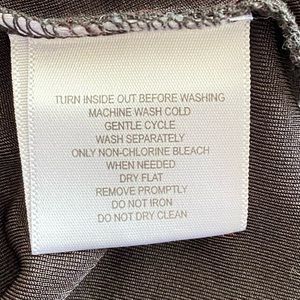 TURN INSIDE OUT BEFORE WASHING
MACHINE WASH COLD
GENTLE CYCLE
WASH SEPARATELY
ONLY NON-CHLORINE BLEACH
WHEN NEEDED
DRY FLAT
REMOVE PROMPTLY
DO NOT IRON
DO NOT DRY CLEAN